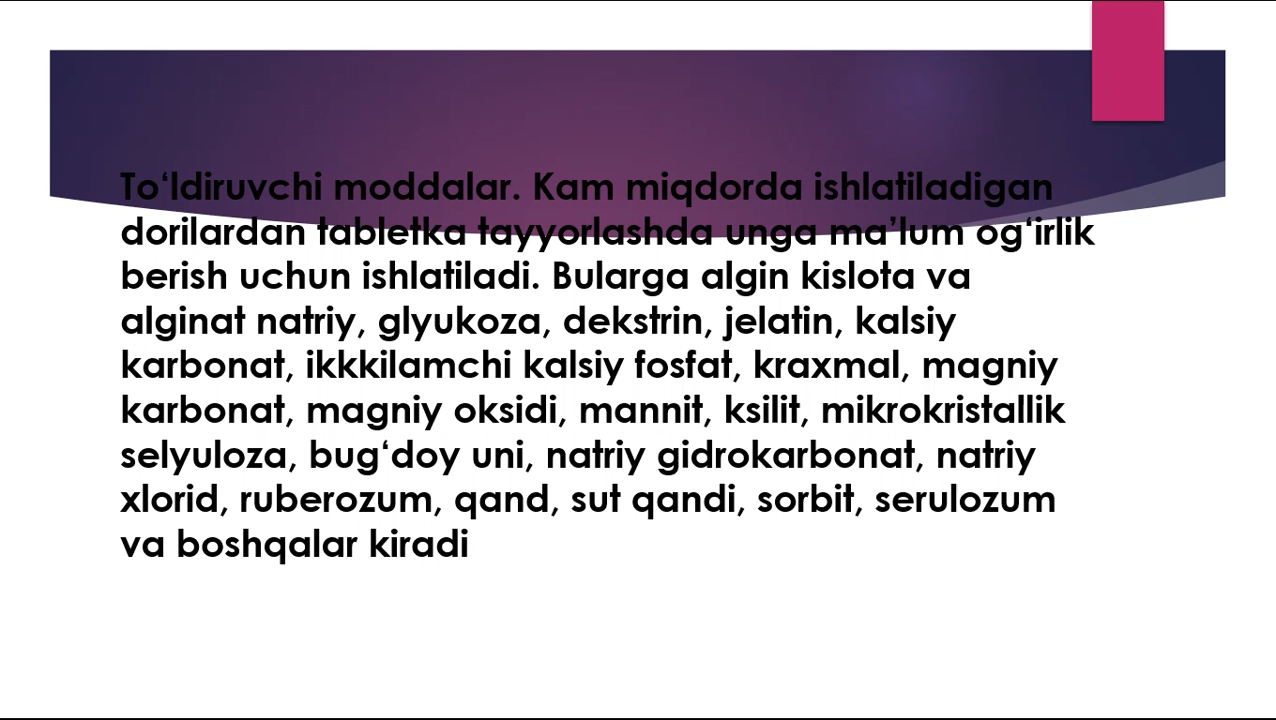 To‘ldiruvchi moddalar. Kam miqdorda ishlatiladigan
dorilardan tabletka tayyorlashda unga ma’lum og‘irlik
berish uchun ishlatiladi. Bularga algin kislota va
alginat natriy, glyukoza, dekstrin, jelatin, kalsiy
karbonat, ikkkilamchi kalsiy fosfat, kraxmal, magniy
karbonat, magniy oksidi, mannit, ksilit, mikrokristallik
selyuloza, bug‘doy uni, natriy gidrokarbonat, natriy
xlorid, ruberozum, qand, sut qandi, sorbit, serulozum
va boshqalar kiradi